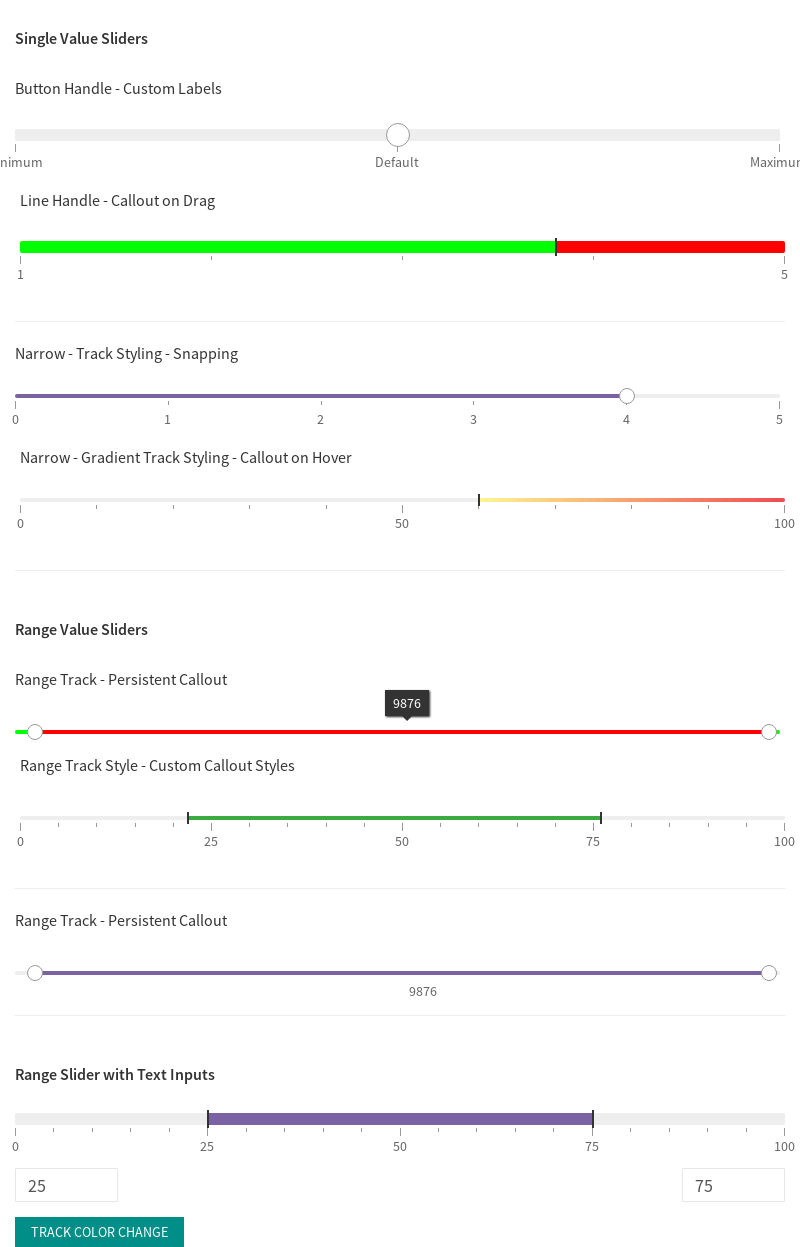 Single Value Sliders
Button Handle - Custom Labels
nimum Default Maximur
Line Handle - Callout on Drag
1 5
Narrow - Track Styling - Snapping
0 1 2 3 4 5
Narrow - Gradient Track Styling - Callout on Hover
0 50 100
Range Value Sliders
Range Track - Persistent Callout
9876
Range Track Style - Custom Callout Styles
0 25 50 75 100
Range Track - Persistent Callout
9876
Range Slider with Text Inputs
0 25 50 75 100
25 75
TRACK COLOR CHANGE